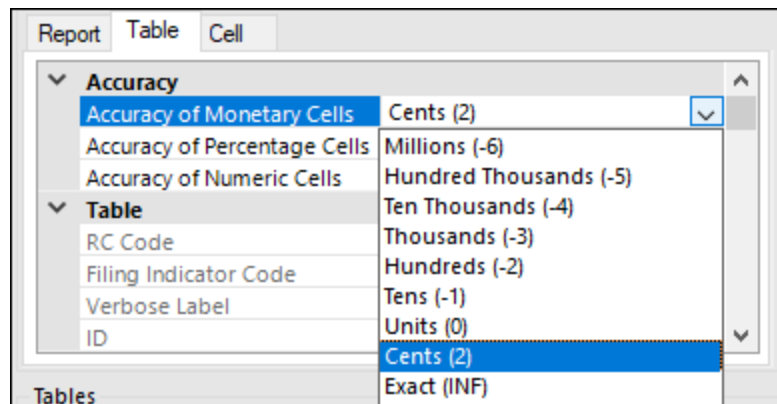 Report Table Cell
Accuracy
Accuracy of Monetary Cells Cents (2)
Accuracy of Percentage Cells Millions (-6)
Accuracy of Numeric Cells Hundred Thousands (-5)
Table Ten Thousands (-4)
RC Code Thousands (-3)
Filing Indicator Code Hundreds (-2)
Verbose Label Tens (-1)
ID Units (0)
Cents (2)
Tables Exact (INF)